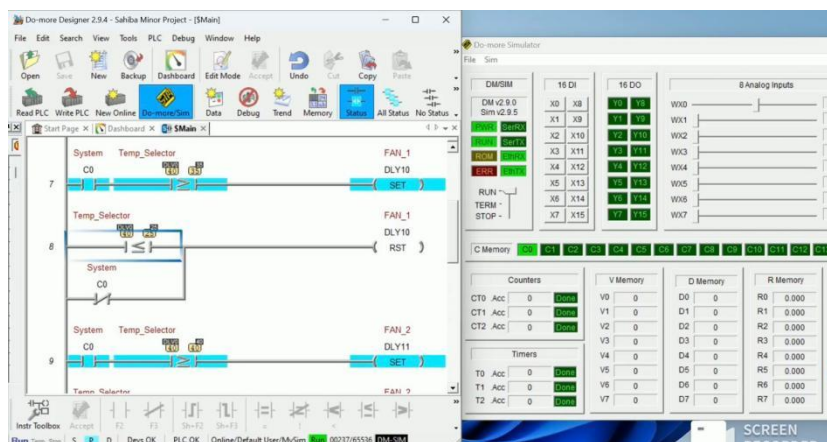 Do-more Designer 2.9.4 - Sahiba Minor Project - [$Main]
File Edit Search View Tools PLC Debug Window Help
Open Save New Backup Dashboard Edit Mode Accept Undo Cut Copy Paste
Read PLC Write PLC New Online Do-more/Sim Data Debug Trend Memory Status All Status No Status
Start Page Dashboard $Main
System Temp_Selector FAN_1
C0 DLY10
7 ≥ SET
Temp_Selector FAN_1
DLY10
8 ≤ RST
System
C0
System Temp_Selector FAN_2
C0 DLY11
9 ≥ SET
Temp Selector FAN 2
Instr Toolbox Accept F2 F3 Sh+F2 Sh+F3
Devs OK PLC OK Online/Default User/MySim Run 00237/65536 DM-SIM
Do-more Simulator
File Sim
DM/SIM 16 DI 16 DO 8 Analog Inputs
DM v2.9.0
Sim v2.9.5
PWR SerRX
RUN SerTX
ROM EthRX
ERR EthTX
RUN -
TERM -
STOP -
X0 X8 Y0 Y8 WX0
X1 X9 Y1 Y9 WX1
X2 X10 Y2 Y10 WX2
X3 X11 Y3 Y11 WX3
X4 X12 Y4 Y12 WX4
X5 X13 Y5 Y13 WX5
X6 X14 Y6 Y14 WX6
X7 X15 Y7 Y15 WX7
C Memory C0 C1 C2 C3 C4 C5 C6 C7 C8 C9 C10 C11 C12
Counters
CT0 .Acc 0 Done
CT1 .Acc 0 Done
CT2 .Acc 0 Done
Timers
T0 .Acc 0 Done
T1 .Acc 0 Done
T2 .Acc 0 Done
V Memory D Memory R Memory
V0 0 D0 0 R0 0.000
V1 0 D1 0 R1 0.000
V2 0 D2 0 R2 0.000
V3 0 D3 0 R3 0.000
V4 0 D4 0 R4 0.000
V5 0 D5 0 R5 0.000
V6 0 D6 0 R6 0.000
V7 0 D7 0 R7 0.000
SCREEN